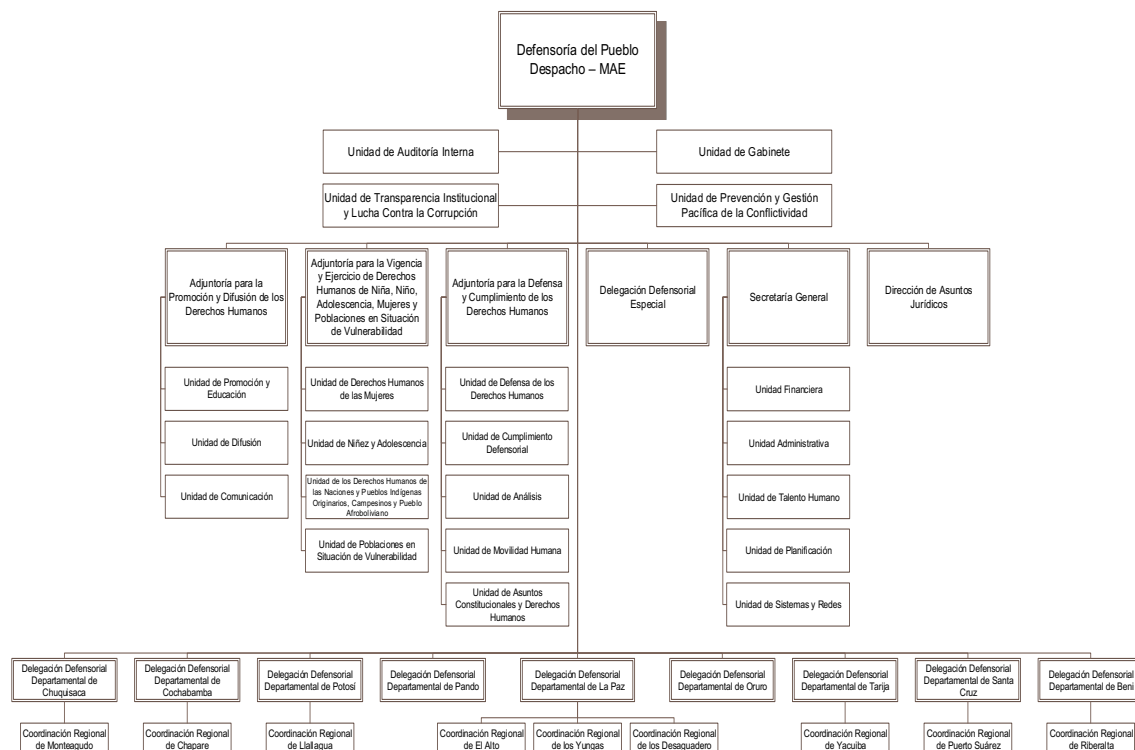 Defensoría del Pueblo
Despacho – MAE
Unidad de Auditoría Interna
Unidad de Gabinete
Unidad de Transparencia Institucional
y Lucha Contra la Corrupción
Unidad de Prevención y Gestión
Pacífica de la Conflictividad
Adjuntoría para la
Promoción y Difusión de los
Derechos Humanos
Adjuntoría para la Vigencia
y Ejercicio de Derechos
Humanos de Niña, Niño,
Adolescencia, Mujeres y
Poblaciones en Situación
de Vulnerabilidad
Adjuntoría para la Defensa
y Cumplimiento de los
Derechos Humanos
Delegación Defensorial
Especial
Secretaría General
Dirección de Asuntos
Jurídicos
Unidad de Promoción y
Educación
Unidad de Difusión
Unidad de Comunicación
Unidad de Derechos Humanos
de las Mujeres
Unidad de Niñez y Adolescencia
Unidad de los Derechos Humanos de
las Naciones y Pueblos Indígenas
Originarios, Campesinos y Pueblo
Afroboliviano
Unidad de Poblaciones en
Situación de Vulnerabilidad
Unidad de Defensa de los
Derechos Humanos
Unidad de Cumplimiento
Defensorial
Unidad de Análisis
Unidad de Movilidad Humana
Unidad de Asuntos
Constitucionales y Derechos
Humanos
Unidad Financiera
Unidad Administrativa
Unidad de Talento Humano
Unidad de Planificación
Unidad de Sistemas y Redes
Delegación Defensorial
Departamental de
Chuquisaca
Delegación Defensorial
Departamental de
Cochabamba
Delegación Defensorial
Departamental de Potosí
Delegación Defensorial
Departamental de Pando
Delegación Defensorial
Departamental de La Paz
Delegación Defensorial
Departamental de Oruro
Delegación Defensorial
Departamental de Tarija
Delegación Defensorial
Departamental de Santa
Cruz
Delegación Defensorial
Departamental de Beni
Coordinación Regional
de Monteagudo
Coordinación Regional
de Chapare
Coordinación Regional
de Llallagua
Coordinación Regional
de El Alto
Coordinación Regional
de los Yungas
Coordinación Regional
de los Desaguadero
Coordinación Regional
de Yacuiba
Coordinación Regional
de Puerto Suárez
Coordinación Regional
de Riberalta